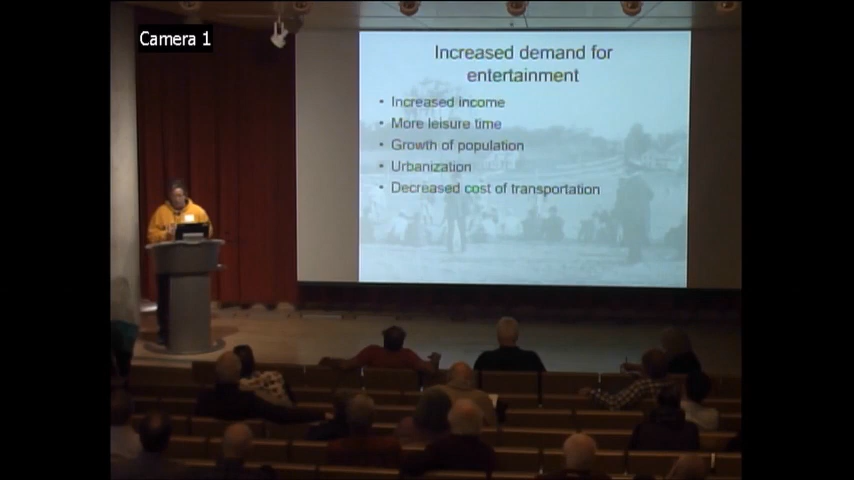 Camera 1
Increased demand for
entertainment
• Increased income
• More leisure time
• Growth of population
• Urbanization
• Decreased cost of transportation